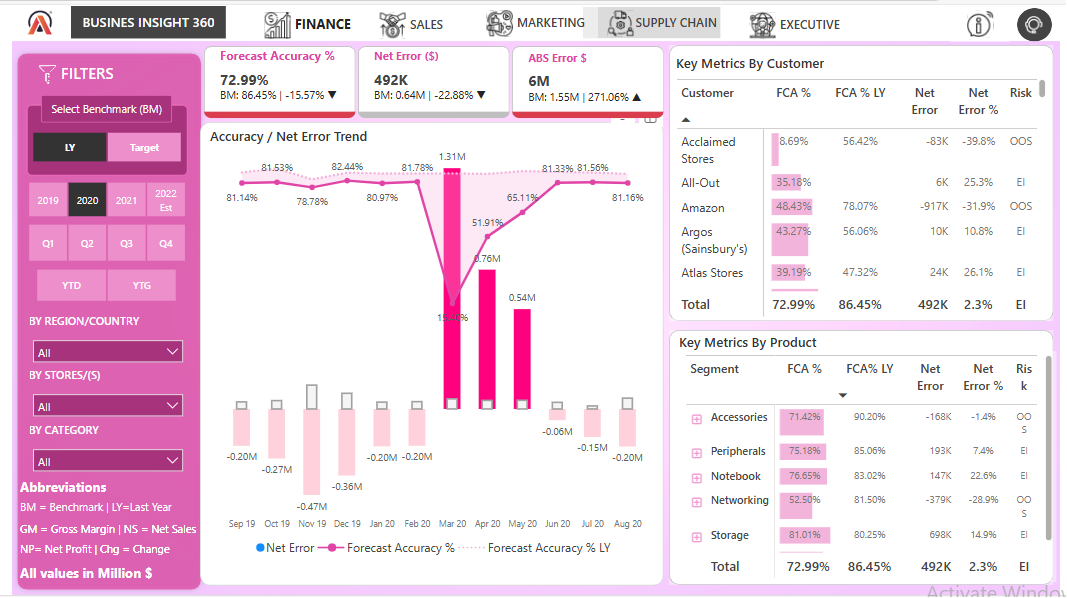 BUSINES INSIGHT 360
FINANCE
SALES
MARKETING
SUPPLY CHAIN
EXECUTIVE
FILTERS
Select Benchmark (BM)
LY Target
2019 2020 2021 2022 Est
Q1 Q2 Q3 Q4
YTD YTG
BY REGION/COUNTRY
All
BY STORES/(S)
All
BY CATEGORY
All
Abbreviations
BM = Benchmark | LY=Last Year
GM = Gross Margin | NS = Net Sales
NP= Net Profit | Chg = Change
All values in Million $
Forecast Accuracy %
72.99%
BM: 86.45% | -15.57% ▼
Net Error ($)
492K
BM: 0.64M | -22.88% ▼
ABS Error $
6M
BM: 1.55M | 271.06% ▲
Accuracy / Net Error Trend
1.31M
81.53% 82.44% 81.78% 81.33% 81.56%
81.14% 78.78% 80.97% 65.11% 81.16%
51.91%
0.76M
0.54M
-0.20M -0.27M -0.47M -0.36M -0.20M -0.20M -0.06M -0.15M -0.20M
Sep 19 Oct 19 Nov 19 Dec 19 Jan 20 Feb 20 Mar 20 Apr 20 May 20 Jun 20 Jul 20 Aug 20
Net Error Forecast Accuracy % Forecast Accuracy % LY
Key Metrics By Customer
Customer FCA % FCA % LY Net Error Net Error % Risk
Acclaimed Stores 8.69% 56.42% -83K -39.8% OOS
All-Out 35.18% 6K 25.3% EI
Amazon 48.43% 78.07% -917K -31.9% OOS
Argos (Sainsbury's) 43.27% 56.06% 10K 10.8% EI
Atlas Stores 39.19% 47.32% 24K 26.1% EI
Total 72.99% 86.45% 492K 2.3% EI
Key Metrics By Product
Segment FCA % FCA% LY Net Error Net Error % Risk
Accessories 71.42% 90.20% -168K -1.4% OOS
Peripherals 75.18% 85.06% 193K 7.4% EI
Notebook 76.65% 83.02% 147K 22.6% EI
Networking 52.50% 81.50% -379K -28.9% OOS
Storage 81.01% 80.25% 698K 14.9% EI
Total 72.99% 86.45% 492K 2.3% EI